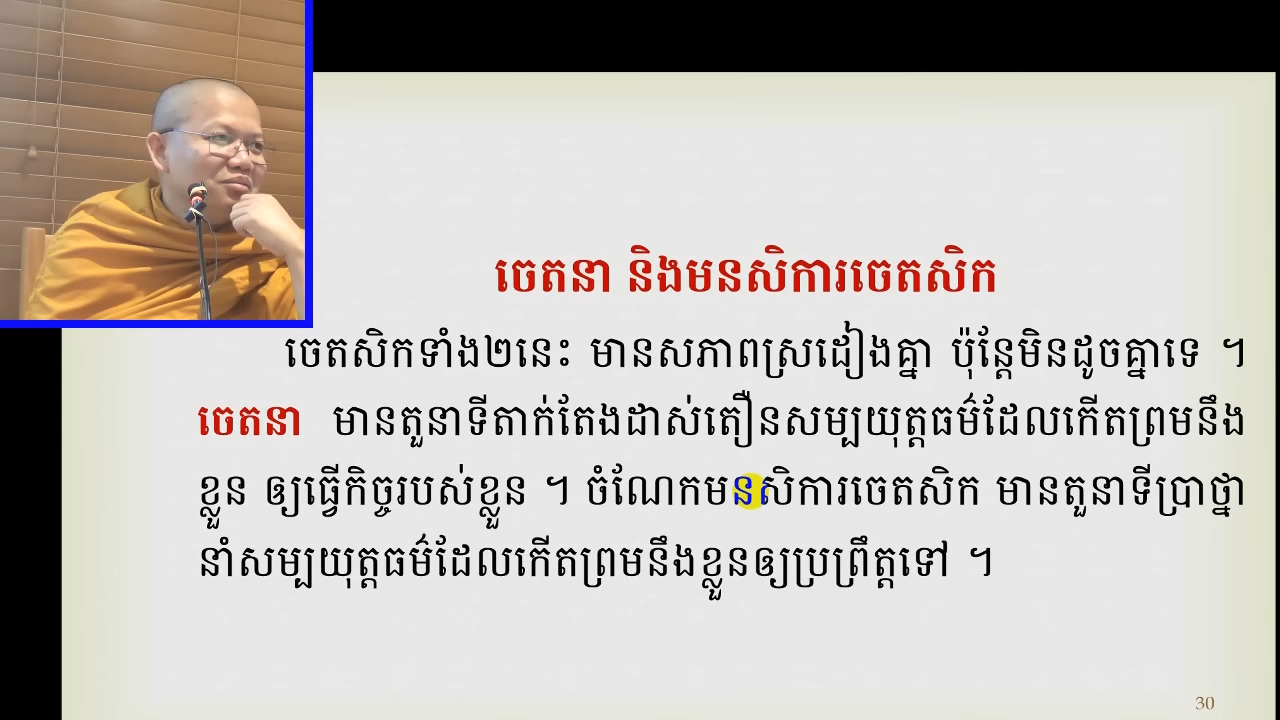 ចេតនា និងមនសិការចេតសិក
ចេតសិកទាំង២នេះ មានសភាពស្រដៀងគ្នា ប៉ុន្តែមិនដូចគ្នាទេ ។
ចេតនា មានតួនាទីតាក់តែងដាស់តឿនសម្បយុត្តធម៌ដែលកើតព្រមនឹង
ខ្លួន ឲ្យធ្វើកិច្ចរបស់ខ្លួន ។ ចំណែកមនសិការចេតសិក មានតួនាទីប្រាថ្នា
នាំសម្បយុត្តធម៌ដែលកើតព្រមនឹងខ្លួនឲ្យប្រព្រឹត្តទៅ ។
30